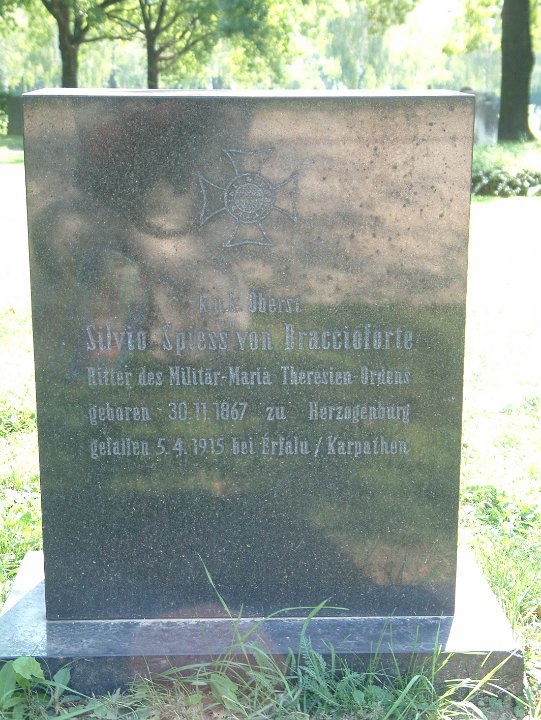 k.u.k. Oberst
Silvio Spiess von Braccioforte
Ritter des Militär-Maria Theresien-Ordens
geboren 30.11.1867 zu Herzogenburg
gefallen 5.4.1915 bei Erfalu / Karpathen